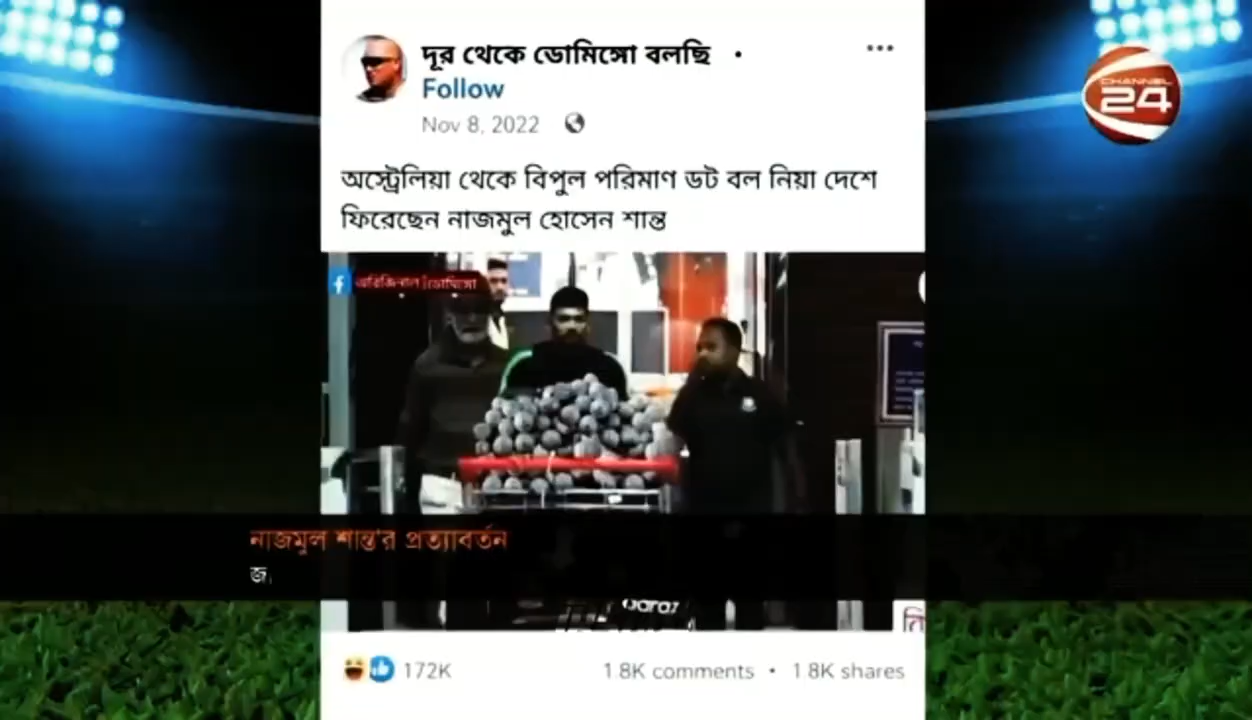 দূর থেকে ডোমিঙ্গো বলছি ·
Follow
Nov 8, 2022
CHANNEL
24
অস্ট্রেলিয়া থেকে বিপুল পরিমাণ ডট বল নিয়া দেশে
ফিরেছেন নাজমুল হোসেন শান্ত
অরিজিনাল|ডোমিঙ্গো
নাজমুল শান্ত'র প্রত্যাবর্তন
জ
daraz
172K
1.8K comments • 1.8K shares